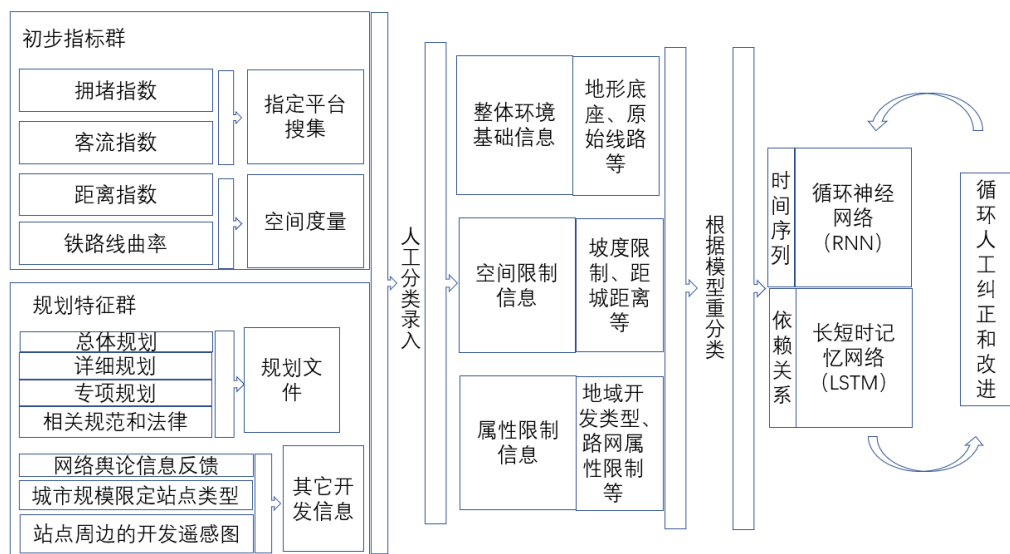 初步指标群
拥堵指数
客流指数
指定平台
搜集
距离指数
铁路线曲率
空间度量
规划特征群
总体规划
详细规划
专项规划
相关规范和法律
规划文
件
网络舆论信息反馈
城市规模限定站点类型
站点周边的开发遥感图
其它开
发信息
人工分类录入
整体环境
基础信息
地形底
座、原
始线路
等
空间限制
信息
坡度限
制、距
城距离
等
属性限制
信息
地域开
发类型、
路网属
性限制
等
根据模型重分类
时间序列
循环神经
网络
(RNN)
依赖关系
长短时记
忆网络
(LSTM)
循环人工纠正和改进